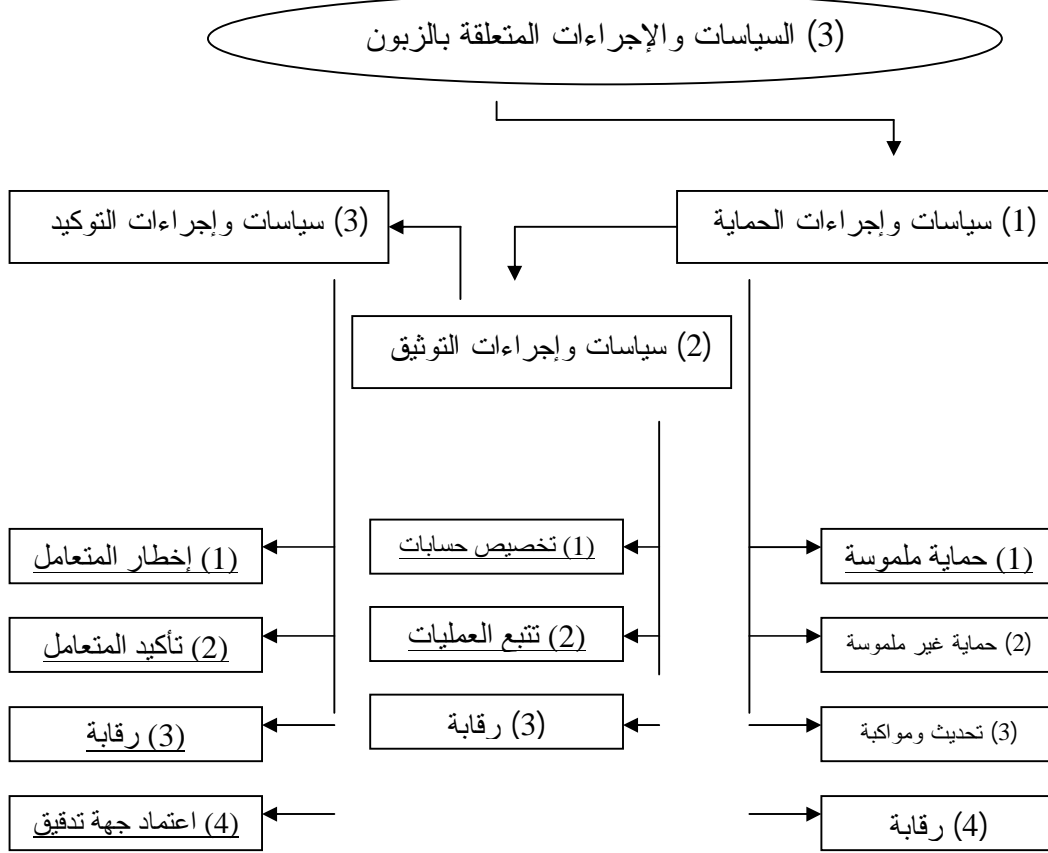 (3) السياسات والإجراءات المتعلقة بالزبون
(1) سياسات وإجراءات الحماية
(3) سياسات وإجراءات التوكيد
(2) سياسات وإجراءات التوثيق
(1) حماية ملموسة
(2) حماية غير ملموسة
(3) تحديث ومواكبة
(4) رقابة
(1) تخصيص حسابات
(2) تتبع العمليات
(3) رقابة
(1) إخطار المتعامل
(2) تأكيد المتعامل
(3) رقابة
(4) اعتماد جهة تدقيق